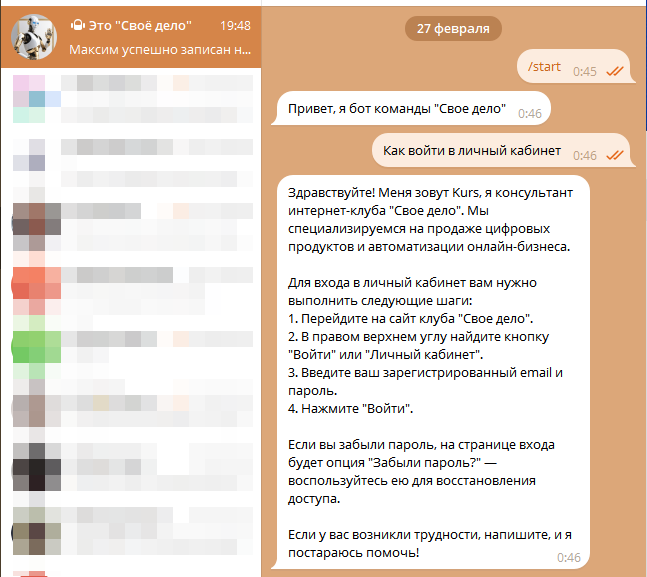 Это "Своё дело" 19:48
Максим успешно записан н...
27 февраля
/start 0:45
Привет, я бот команды "Свое дело" 0:46
Как войти в личный кабинет 0:46
Здравствуйте! Меня зовут Kurs, я консультант
интернет-клуба "Свое дело". Мы
специализируемся на продаже цифровых
продуктов и автоматизации онлайн-бизнеса.
Для входа в личный кабинет вам нужно
выполнить следующие шаги:
1. Перейдите на сайт клуба "Свое дело".
2. В правом верхнем углу найдите кнопку
"Войти" или "Личный кабинет".
3. Введите ваш зарегистрированный email и
пароль.
4. Нажмите "Войти".
Если вы забыли пароль, на странице входа
будет опция "Забыли пароль?" —
воспользуйтесь ею для восстановления
доступа.
Если у вас возникли трудности, напишите, и я
постараюсь помочь! 0:46